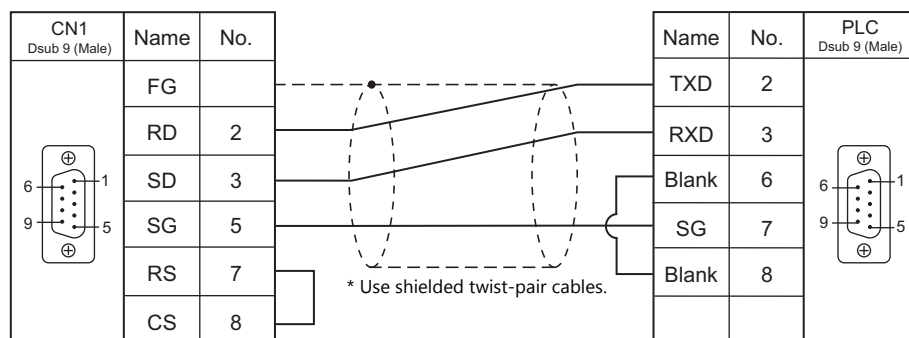 CN1
Dsub 9 (Male)
Name No.
FG
RD 2
SD 3
SG 5
RS 7
CS 8
6 1
9 5
* Use shielded twist-pair cables.
Name No.
TXD 2
RXD 3
Blank 6
SG 7
Blank 8
PLC
Dsub 9 (Male)
6 1
9 5